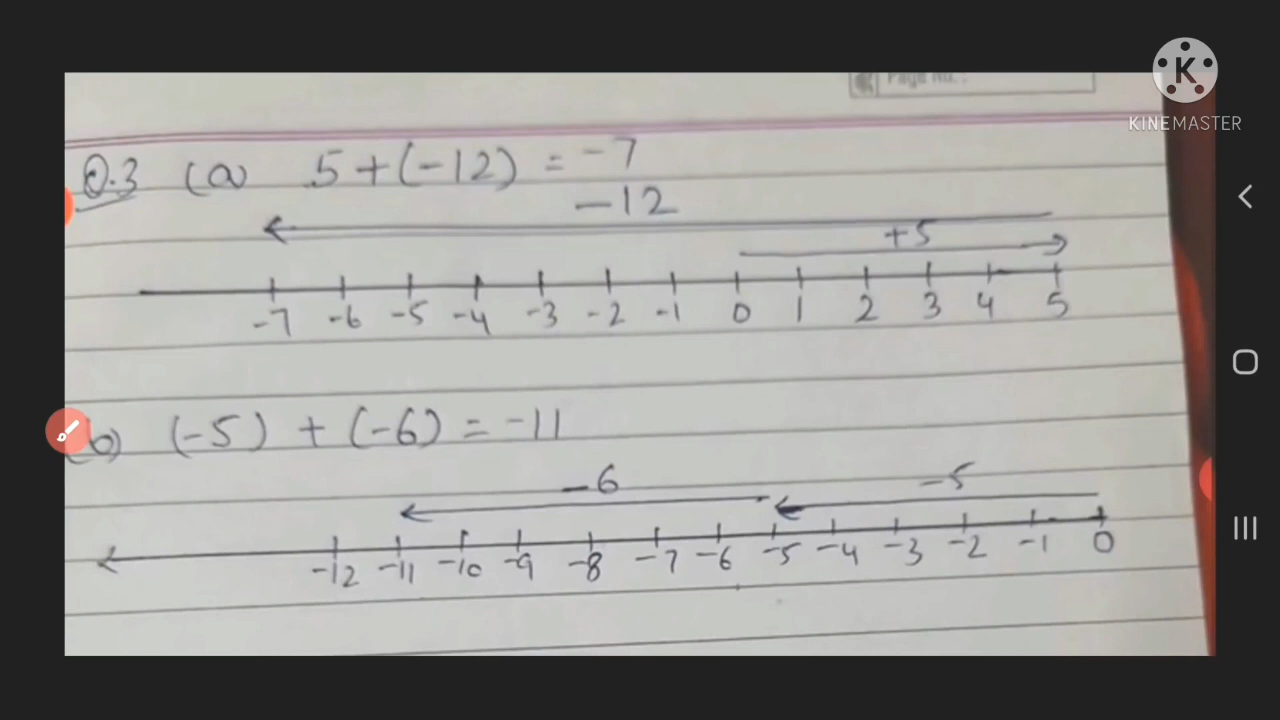 Page No. :
KINEMASTER
Q.3 (a) 5 + (-12) = -7
-12
+5
-7 -6 -5 -4 -3 -2 -1 0 1 2 3 4 5
(b) (-5) + (-6) = -11
-6 -5
-12 -11 -10 -9 -8 -7 -6 -5 -4 -3 -2 -1 0